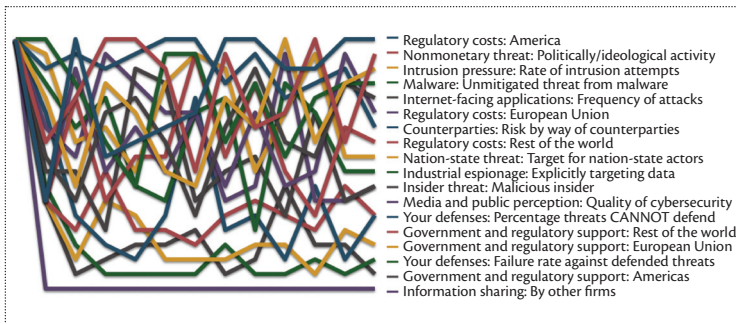 Regulatory costs: America
Nonmonetary threat: Politically/ideological activity
Intrusion pressure: Rate of intrusion attempts
Malware: Unmitigated threat from malware
Internet-facing applications: Frequency of attacks
Regulatory costs: European Union
Counterparties: Risk by way of counterparties
Regulatory costs: Rest of the world
Nation-state threat: Target for nation-state actors
Industrial espionage: Explicitly targeting data
Insider threat: Malicious insider
Media and public perception: Quality of cybersecurity
Your defenses: Percentage threats CANNOT defend
Government and regulatory support: Rest of the world
Government and regulatory support: European Union
Your defenses: Failure rate against defended threats
Government and regulatory support: Americas
Information sharing: By other firms